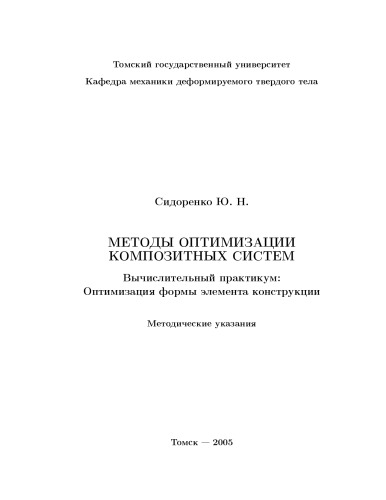 Томский государственный университет
Кафедра механики деформируемого твердого тела
Сидоренко Ю. Н.
МЕТОДЫ ОПТИМИЗАЦИИ
КОМПОЗИТНЫХ СИСТЕМ
Вычислительный практикум:
Оптимизация формы элемента конструкции
Методические указания
Томск — 2005